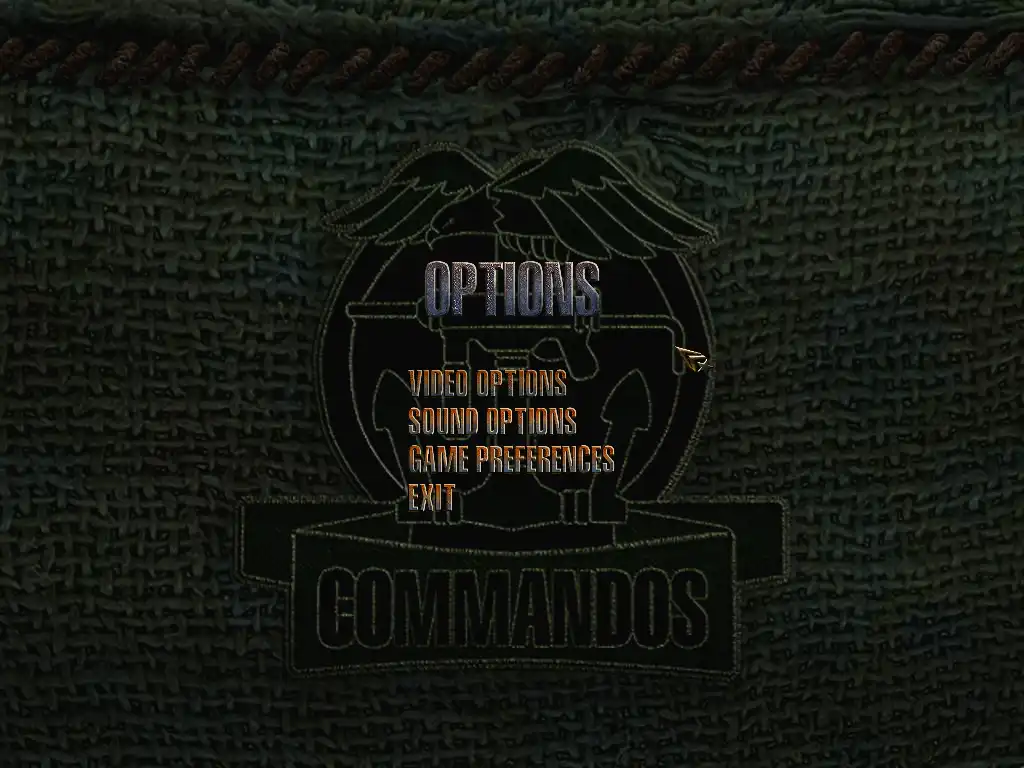 OPTIONS
VIDEO OPTIONS
SOUND OPTIONS
GAME PREFERENCES
EXIT
COMMANDOS